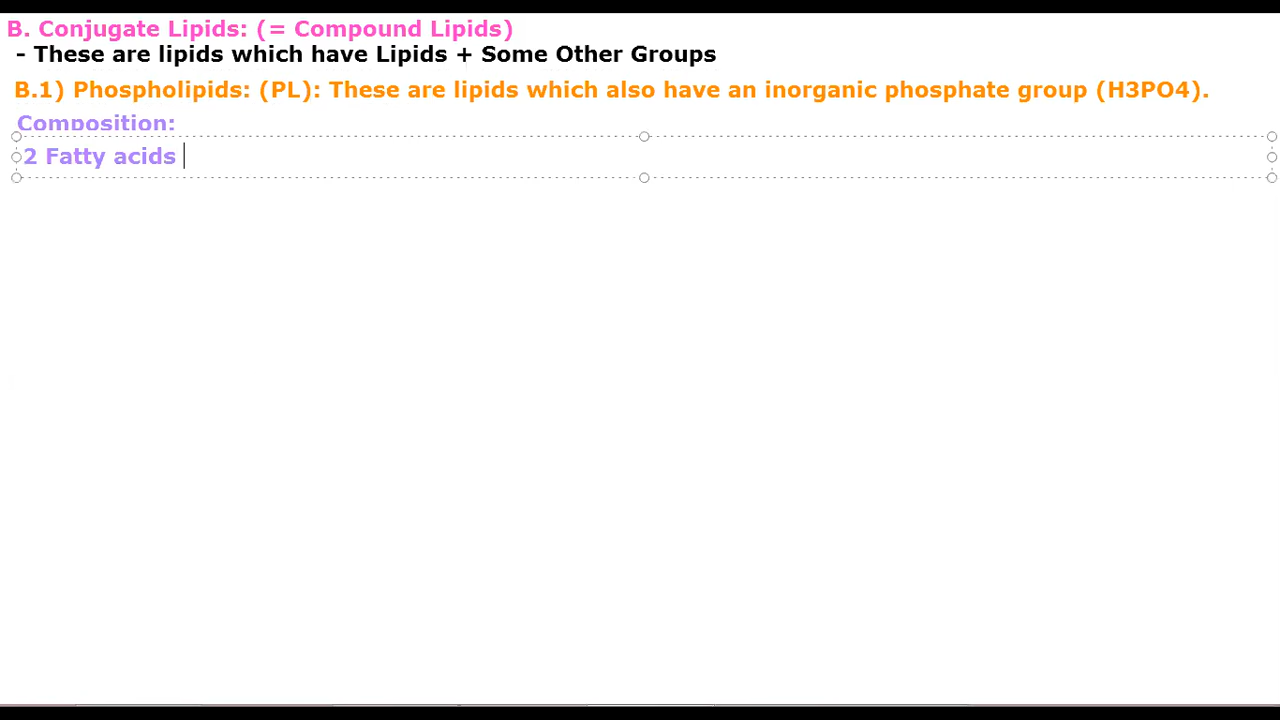 B. Conjugate Lipids: (= Compound Lipids)
- These are lipids which have Lipids + Some Other Groups
B.1) Phospholipids: (PL): These are lipids which also have an inorganic phosphate group (H3PO4).
Composition:
2 Fatty acids